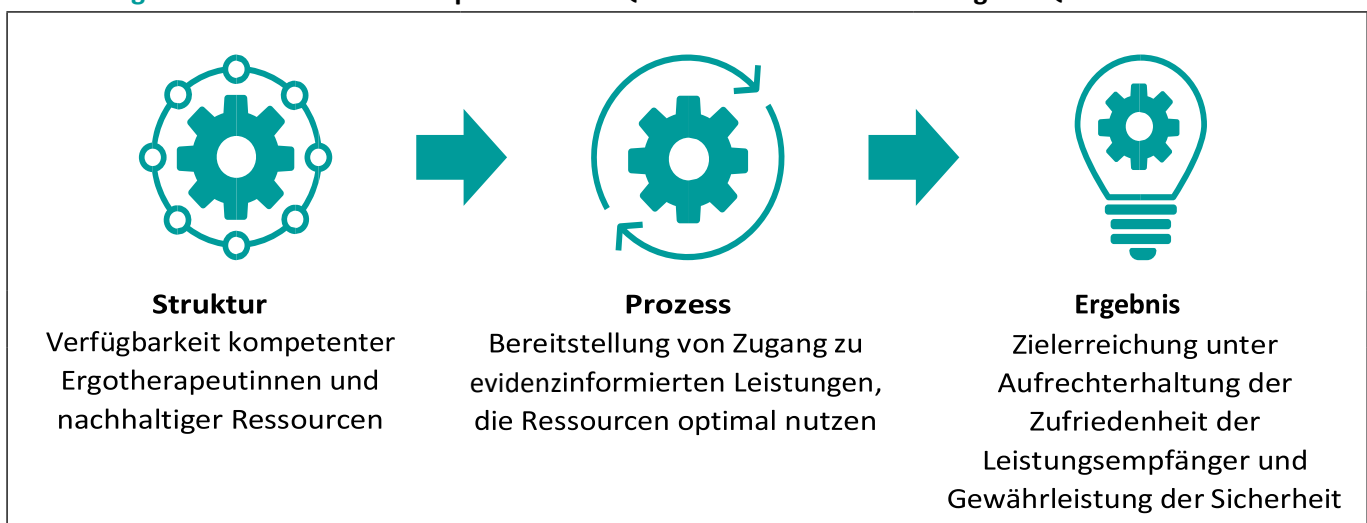 Struktur
Verfügbarkeit kompetenter
Ergotherapeutinnen und
nachhaltiger Ressourcen
Prozess
Bereitstellung von Zugang zu
evidenzinformierten Leistungen,
die Ressourcen optimal nutzen
Ergebnis
Zielerreichung unter
Aufrechterhaltung der
Zufriedenheit der
Leistungsempfänger und
Gewährleistung der Sicherheit